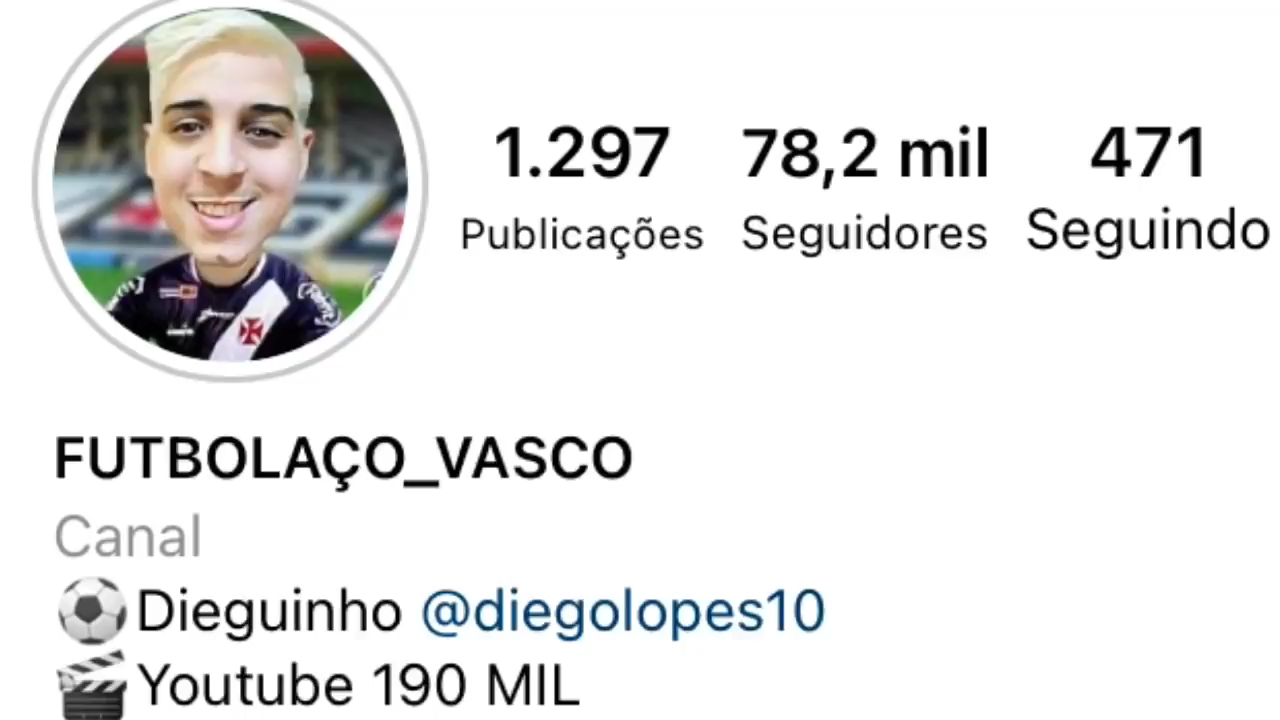 1.297 78,2 mil 471
Publicações Seguidores Seguindo
FUTBOLAÇO_VASCO
Canal
Dieguinho @diegolopes10
Youtube 190 MIL